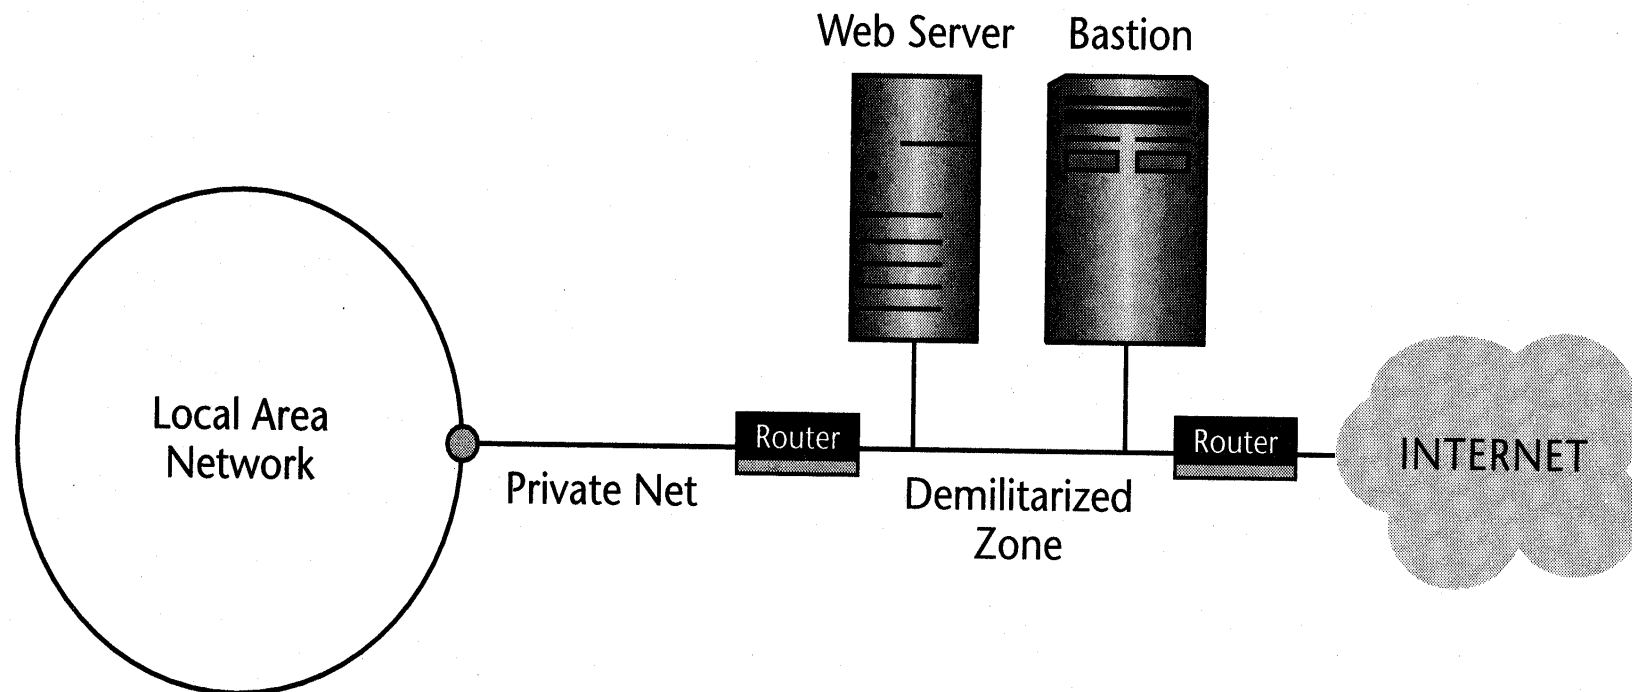 Web Server
Bastion
Local Area
Network
Private Net
Router
Demilitarized
Zone
Router
INTERNET